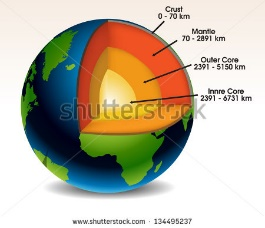 Crust
0 - 70 km
Mantle
70 - 2891 km
Outer Core
2391 - 5150 km
Innre Core
2391 - 6731 km
shutterstock
www.shutterstock.com · 134495237